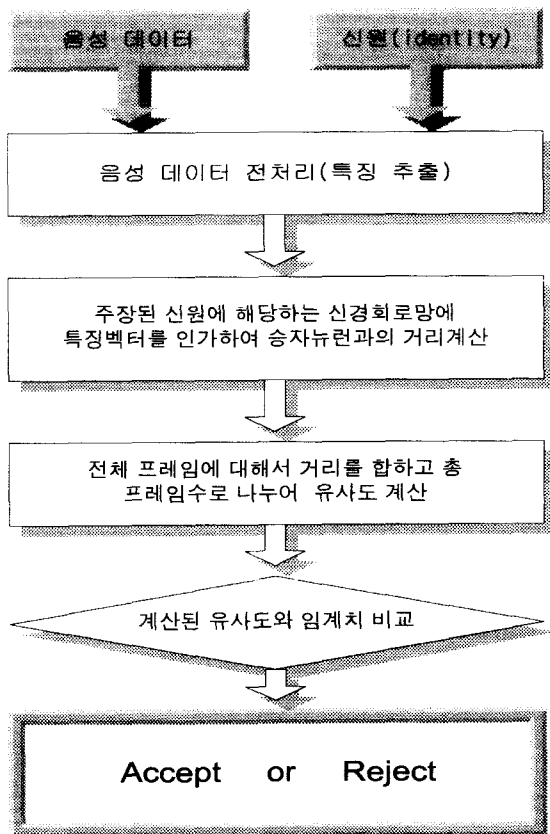 음성 데이터
신원(identity)
음성 데이터 전처리(특징 추출)
주장된 신원에 해당하는 신경회로망에
특징벡터를 인가하여 승자뉴런과의 거리계산
전체 프레임에 대해서 거리를 합하고 총
프레임수로 나누어 유사도 계산
계산된 유사도와 임계치 비교
Accept or Reject